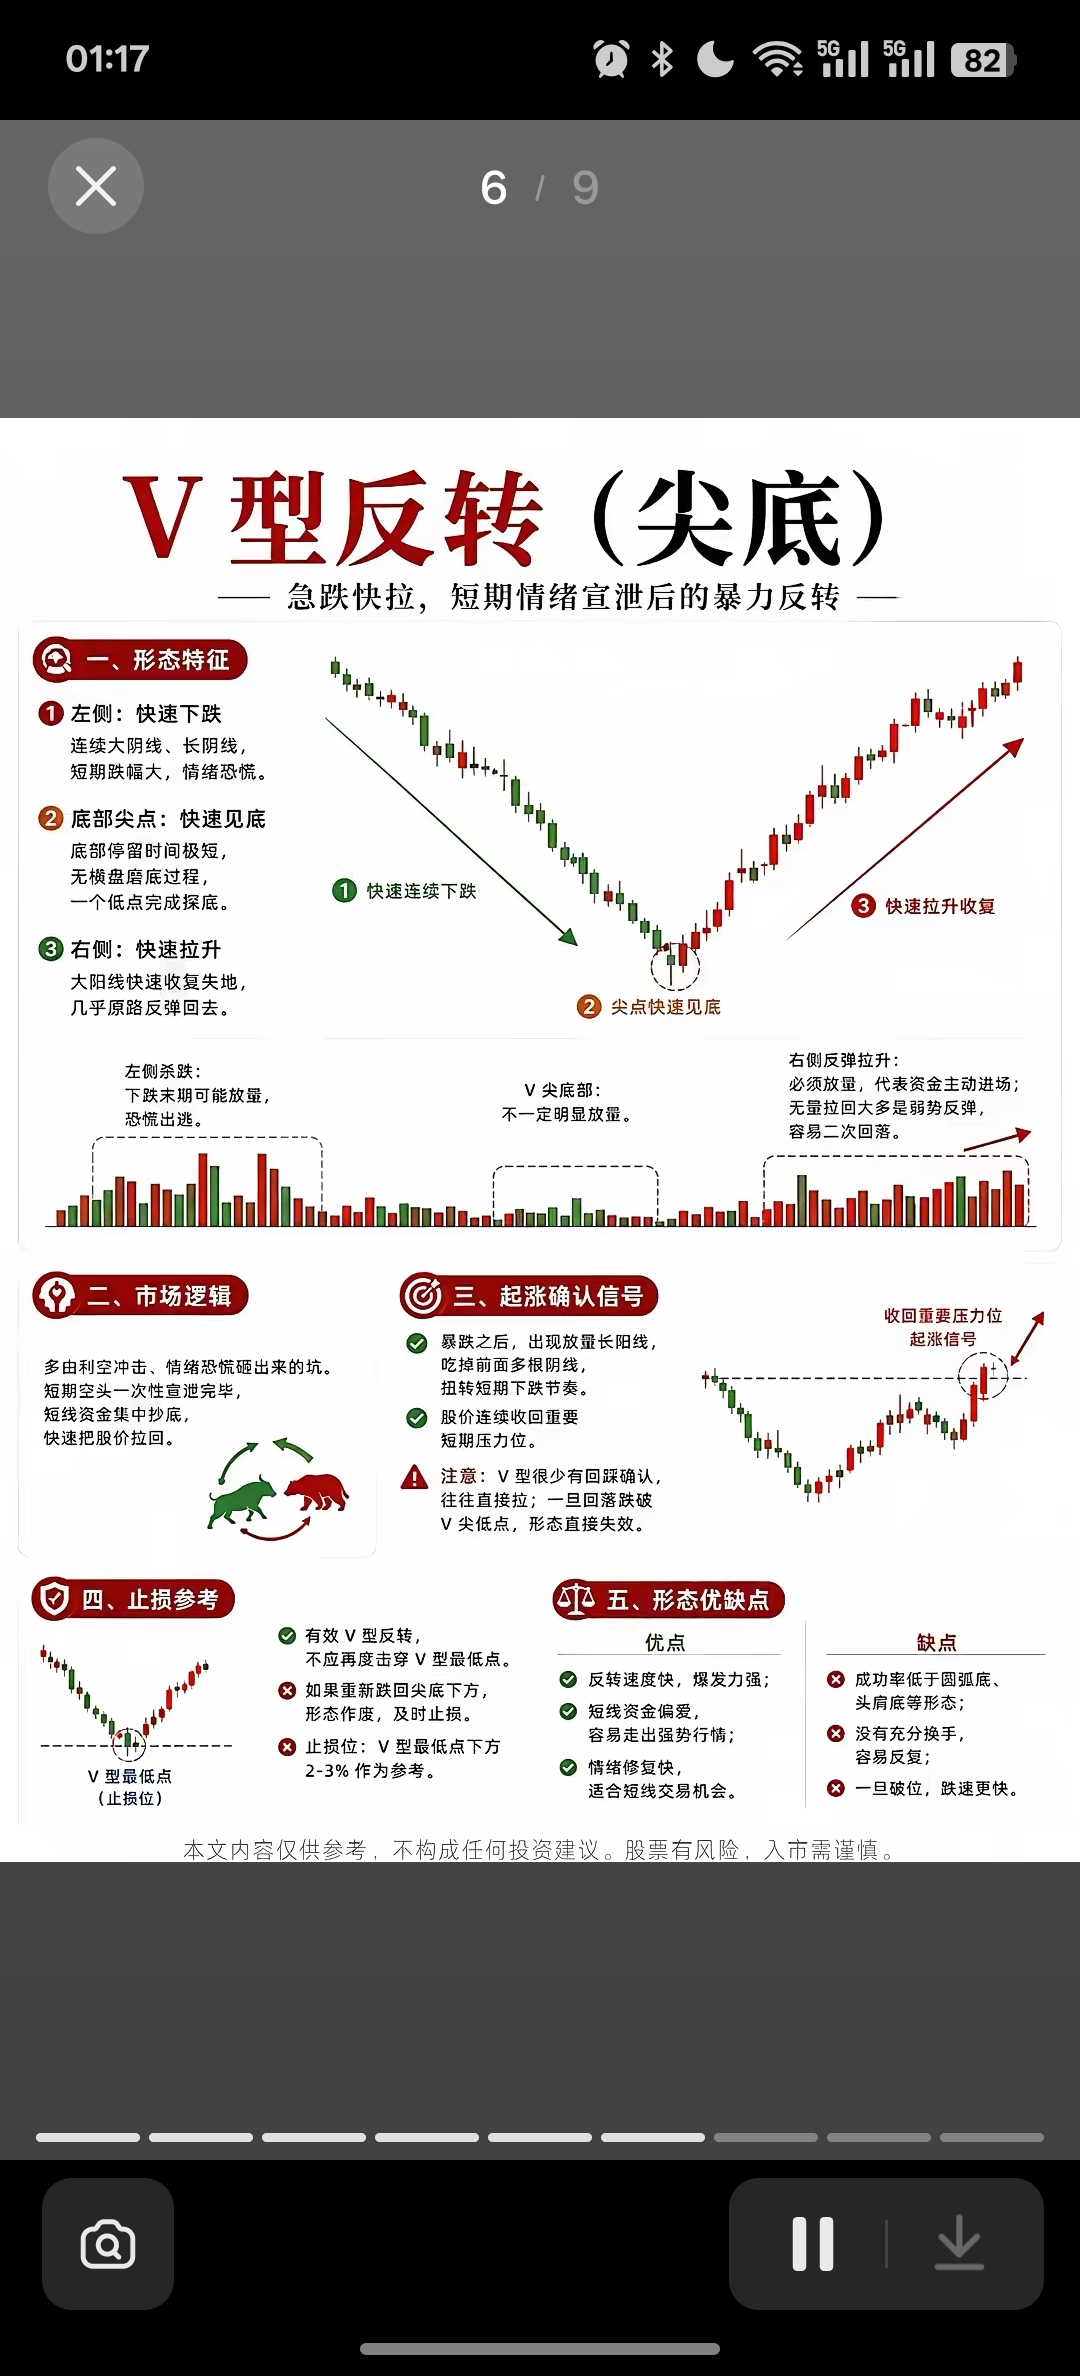 01:17
5G
5G
82
6 / 9
V 型反转（尖底）
急跌快拉，短期情绪宣泄后的暴力反转
一、形态特征
1 左侧：快速下跌
连续大阴线、长阴线，
短期跌幅大，情绪恐慌。
2 底部尖点：快速见底
底部停留时间极短，
无横盘磨底过程，
一个低点完成探底。
3 右侧：快速拉升
大阳线快速收复失地，
几乎原路反弹回去。
1 快速连续下跌
2 尖点快速见底
3 快速拉升收复
左侧杀跌：
下跌末期可能放量，
恐慌出逃。
V 尖底部：
不一定明显放量。
右侧反弹拉升：
必须放量，代表资金主动进场；
无量拉回大多是弱势反弹，
容易二次回落。
二、市场逻辑
多由利空冲击、情绪恐慌砸出来的坑。
短期空头一次性宣泄完毕，
短线资金集中抄底，
快速把股价拉回。
三、起涨确认信号
暴跌之后，出现放量长阳线，
吃掉前面多根阴线，
扭转短期下跌节奏。
股价连续收回重要
短期压力位。
注意：V 型很少有回踩确认，
往往直接拉；一旦回落跌破
V 尖低点，形态直接失效。
收回重要压力位
起涨信号
四、止损参考
V 型最低点
（止损位）
有效 V 型反转，
不应再度击穿 V 型最低点。
如果重新跌回尖底下方，
形态作废，及时止损。
止损位：V 型最低点下方
2-3% 作为参考。
五、形态优缺点
优点
反转速度快，爆发力强；
短线资金偏爱，
容易走出强势行情；
情绪修复快，
适合短线交易机会。
缺点
成功率低于圆弧底、
头肩底等形态；
没有充分换手，
容易反复；
一旦破位，跌速更快。
本文内容仅供参考，不构成任何投资建议。股票有风险，入市需谨慎。